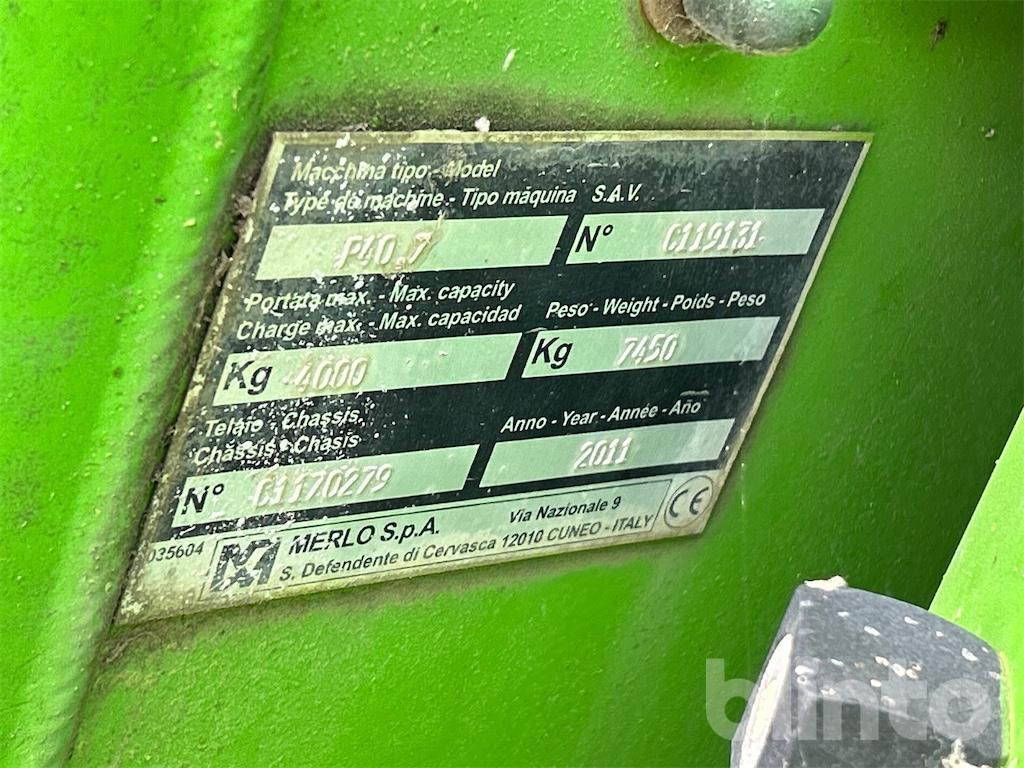 Macchina tipo - Model
Type de machine - Tipo máquina S.A.V.
P40.7 N° C119131
Portata max. - Max. capacity
Charge max. - Max. capacidad Peso - Weight - Poids - Peso
Kg 4000 Kg 7450
Telaio - Chassis
Châssis - Chasis Anno - Year - Année - Año
N° C1170279 2011
035604 MERLO S.p.A. Via Nazionale 9
S. Defendente di Cervasca 12010 CUNEO - ITALY CE
blinto